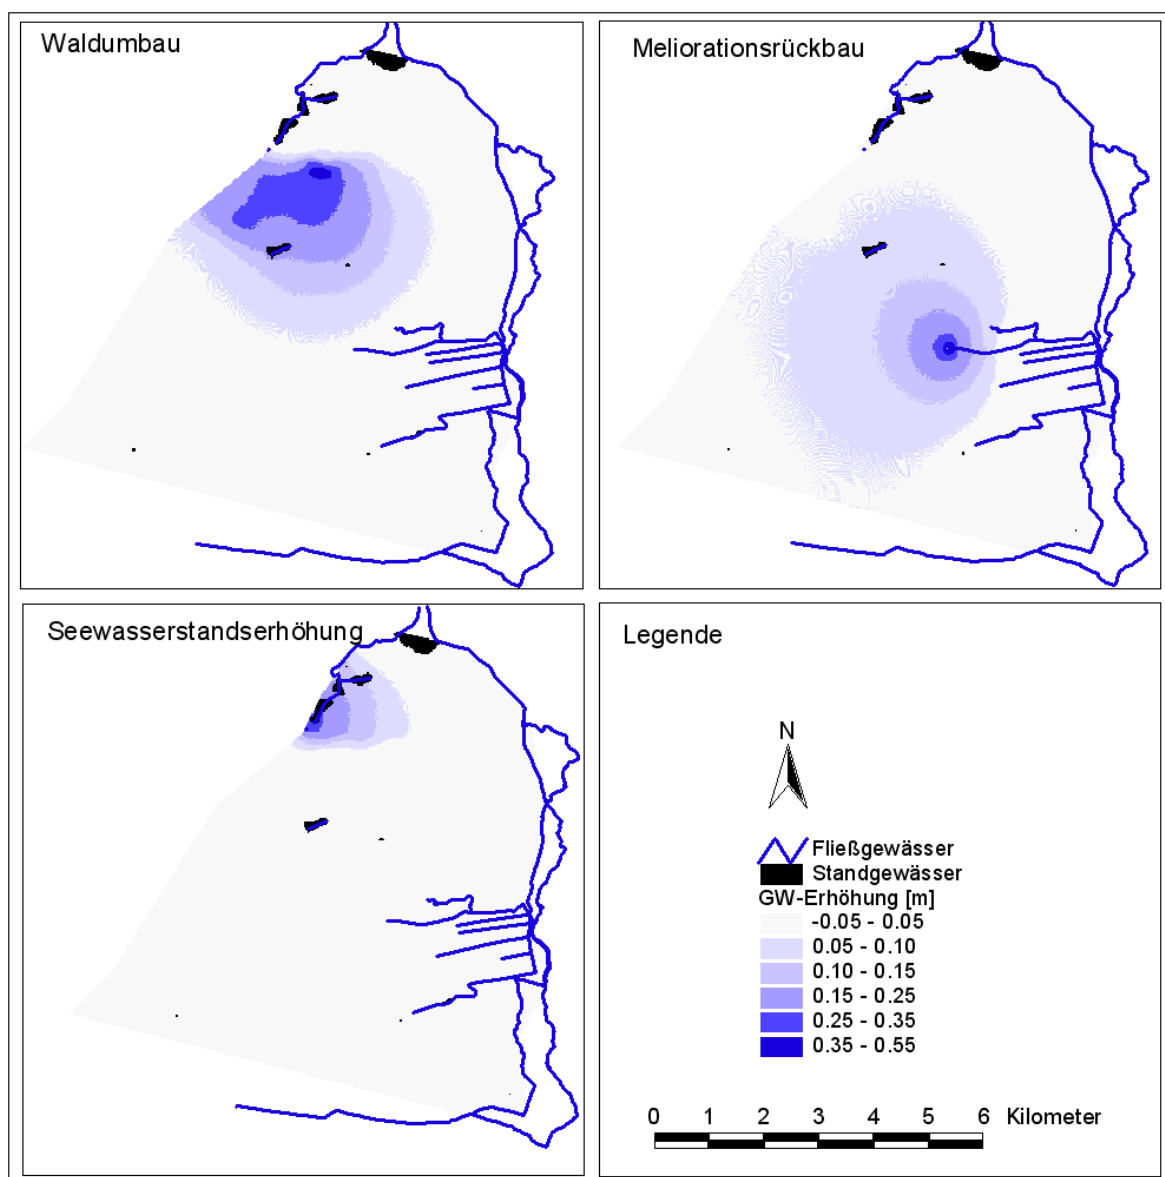 Waldumbau
Meliorationsrückbau
Seewasserstandserhöhung
Legende
N
Fließgewässer
Standgewässer
GW-Erhöhung [m]
-0.05 - 0.05
0.05 - 0.10
0.10 - 0.15
0.15 - 0.25
0.25 - 0.35
0.35 - 0.55
0 1 2 3 4 5 6 Kilometer